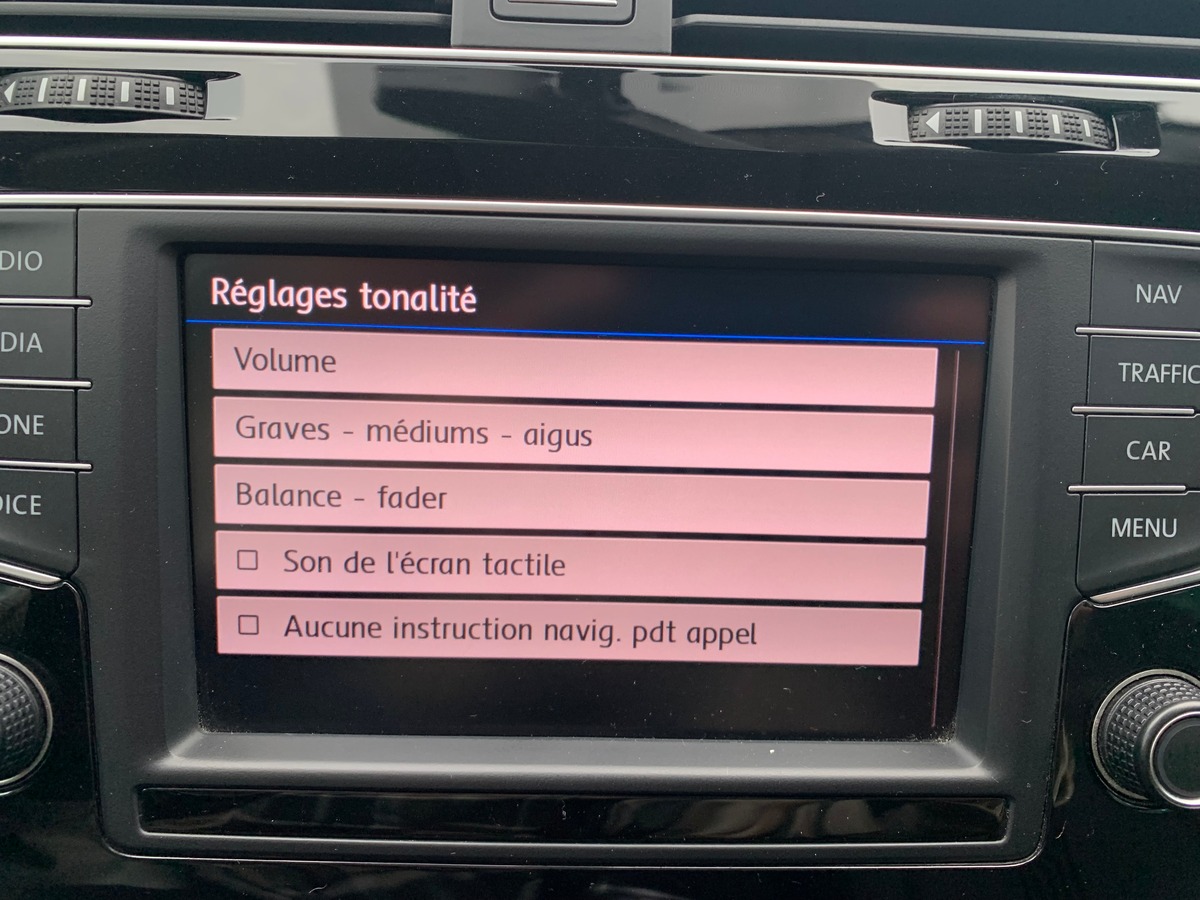 DIO
DIA
ONE
OICE
Réglages tonalité
Volume
Graves - médiums - aigus
Balance - fader
Son de l'écran tactile
Aucune instruction navig. pdt appel
NAV
TRAFFIC
CAR
MENU